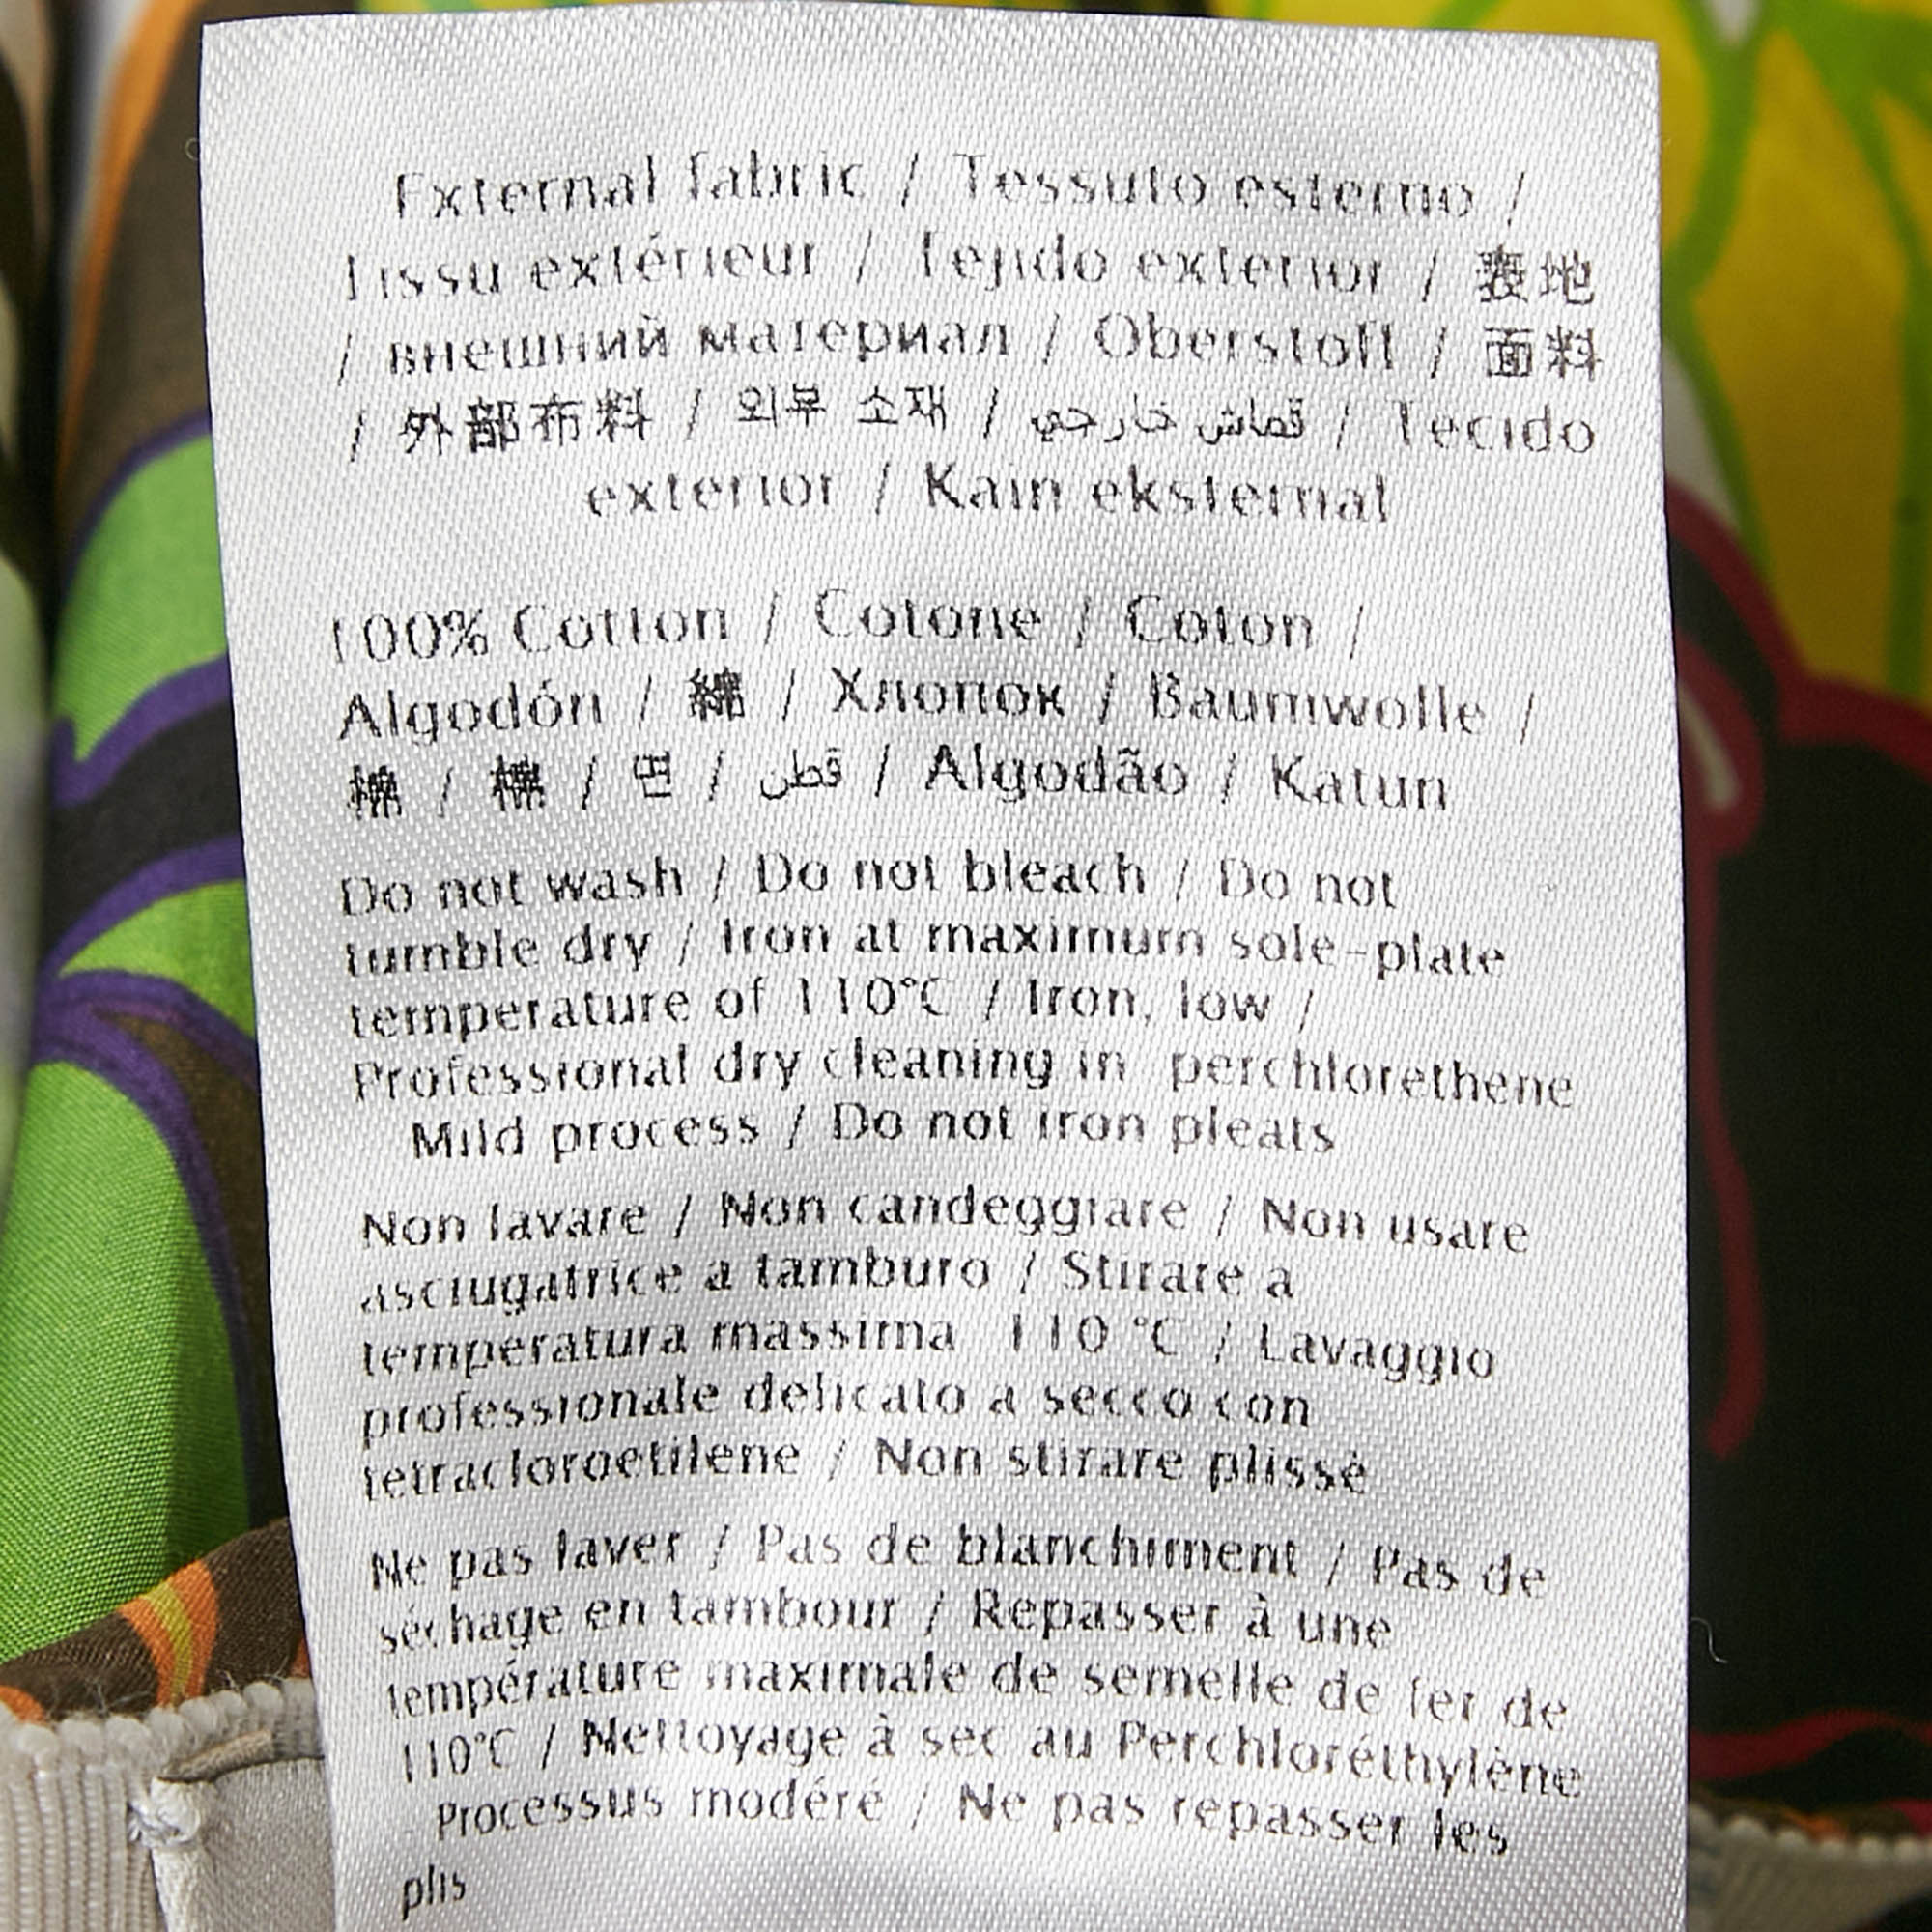 External fabric / Tessuto esterno /
Tissu extérieur / Tejido exterior / 表地
/ внешний материал / Oberstoff / 面料
/ 外部布料 / 외부 소재 / قماش خارجي / Tecido
exterior / Kain eksternal
100% Cotton / Cotone / Coton /
Algodón / 綿 / Хлопок / Baumwolle /
棉 / 棉 / 면 / قطن / Algodão / Katun
Do not wash / Do not bleach / Do not
tumble dry / Iron at maximum sole-plate
temperature of 110°C / Iron, low /
Professional dry cleaning in perchlorethene
Mild process / Do not iron pleats
Non lavare / Non candeggiare / Non usare
asciugatrice a tamburo / Stirare a
temperatura massima 110 °C / Lavaggio
professionale delicato a secco con
tetracloroetilene / Non stirare plissè
Ne pas laver / Pas de blanchiment / Pas de
séchage en tambour / Repasser à une
température maximale de semelle de fer de
110°C / Nettoyage à sec au Perchloréthylène
Processus modéré / Ne pas repasser les
plis